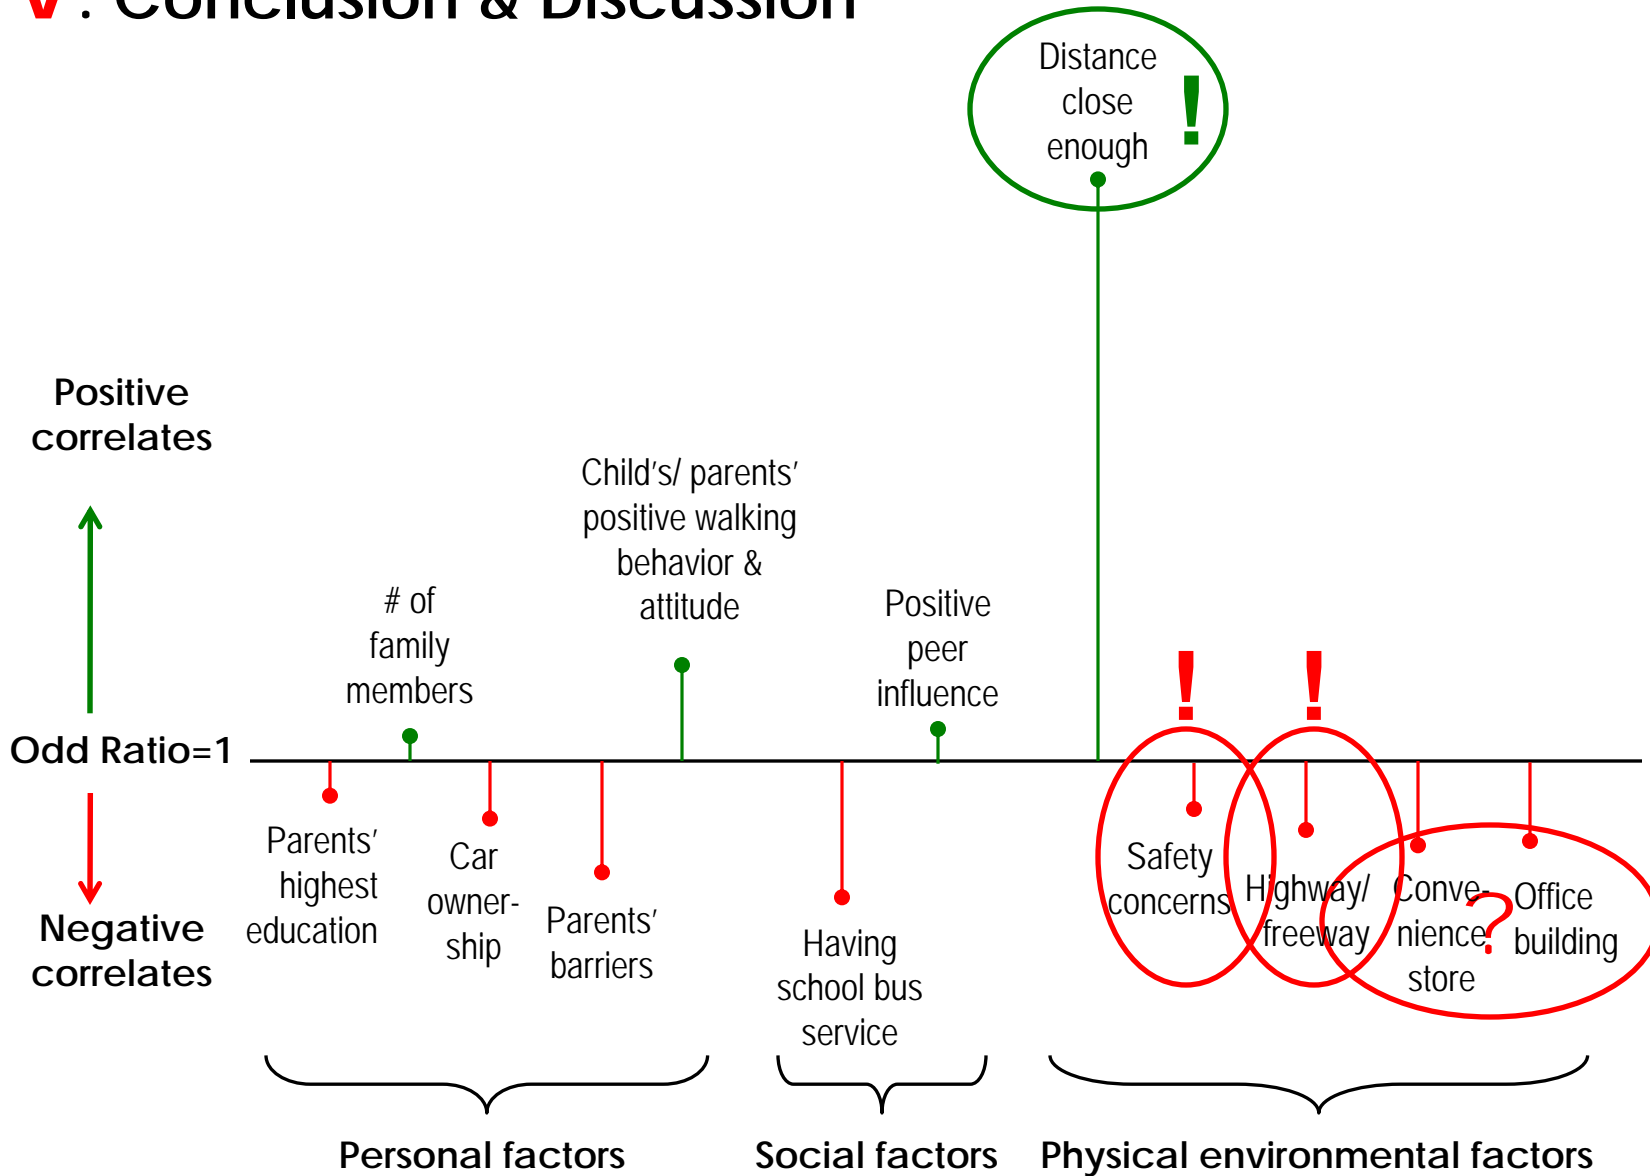 V. Conclusion & Discussion
Distance
close
enough
!
Positive
correlates
Child's/ parents'
positive walking
behavior &
attitude
# of
family
members
Positive
peer
influence
!
!
Odd Ratio=1
Parents'
highest
education
Car
owner-
ship
Parents'
barriers
Having
school bus
service
Safety
concerns
Highway/
freeway
Conve-
nience
store
?
Office
building
Negative
correlates
Personal factors
Social factors
Physical environmental factors